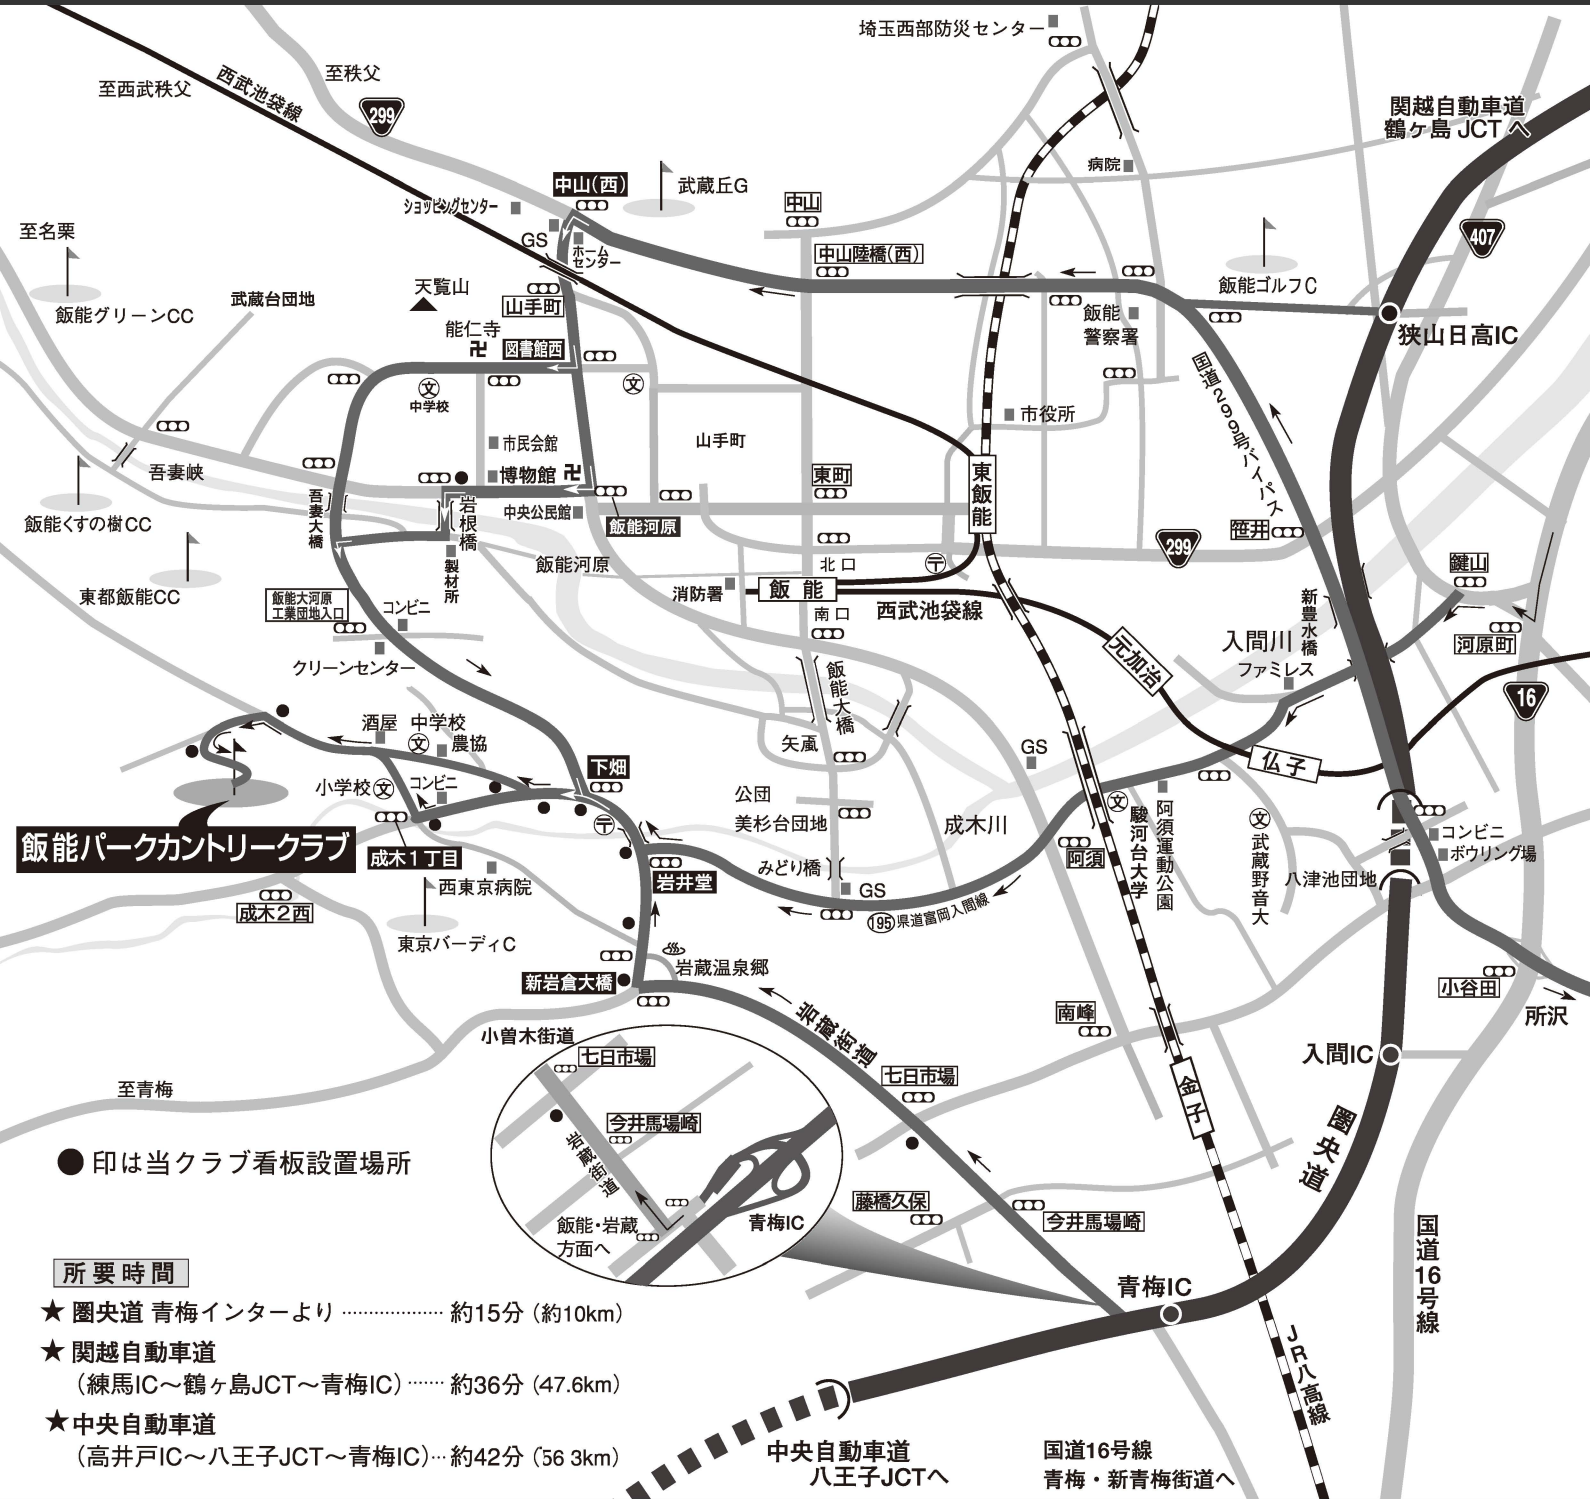 埼玉西部防災センター
至秩父
至西武秩父
西武池袋線
299
関越自動車道
鶴ヶ島JCTへ
病院
中山(西)
武蔵丘G
ショッピングセンター
中山
407
至名栗
GS
ホーム
センター
中山陸橋(西)
飯能ゴルフC
天覧山
武蔵台団地
山手町
飯能グリーンCC
飯能
警察署
狭山日高IC
能仁寺
卍
図書館西
国道299号バイパス
文
中学校
文
市役所
山手町
市民会館
吾妻峡
博物館
卍
東町
東飯能
吾妻大橋
岩根橋
中央公民館
飯能河原
飯能くすの樹CC
笹井
299
北口
〒
飯能河原
製材所
鍵山
東都飯能CC
消防署
飯能
飯能大河原
工業団地入口
コンビニ
南口
西武池袋線
新豊水橋
入間川
河原町
元加治
クリーンセンター
ファミレス
飯能大橋
16
酒屋
中学校
文
農協
矢颪
GS
仏子
下畑
小学校
文
コンビニ
公団
美杉台団地
成木川
文
駿河台大学
阿須運動公園
文
武蔵野音大
コンビニ
ボウリング場
〒
飯能パークカントリークラブ
成木1丁目
阿須
みどり橋
GS
八津池団地
岩井堂
西東京病院
成木2西
195
県道富岡入間線
東京バーディC
岩蔵温泉郷
新岩倉大橋
小谷田
所沢
岩蔵街道
南峰
小曽木街道
入間IC
七日市場
七日市場
至青梅
金子
今井馬場崎
圏央道
岩蔵街道
●印は当クラブ看板設置場所
藤橋久保
今井馬場崎
飯能・岩蔵
方面へ
青梅IC
国道16号線
所要時間
青梅IC
★ 圏央道 青梅インターより ………………… 約15分 (約10km)
★ 関越自動車道
(練馬IC～鶴ヶ島JCT～青梅IC) ……… 約36分 (47.6km)
★ 中央自動車道
(高井戸IC～八王子JCT～青梅IC)… 約42分 (56 3km)
JR八高線
中央自動車道
八王子JCTへ
国道16号線
青梅・新青梅街道へ